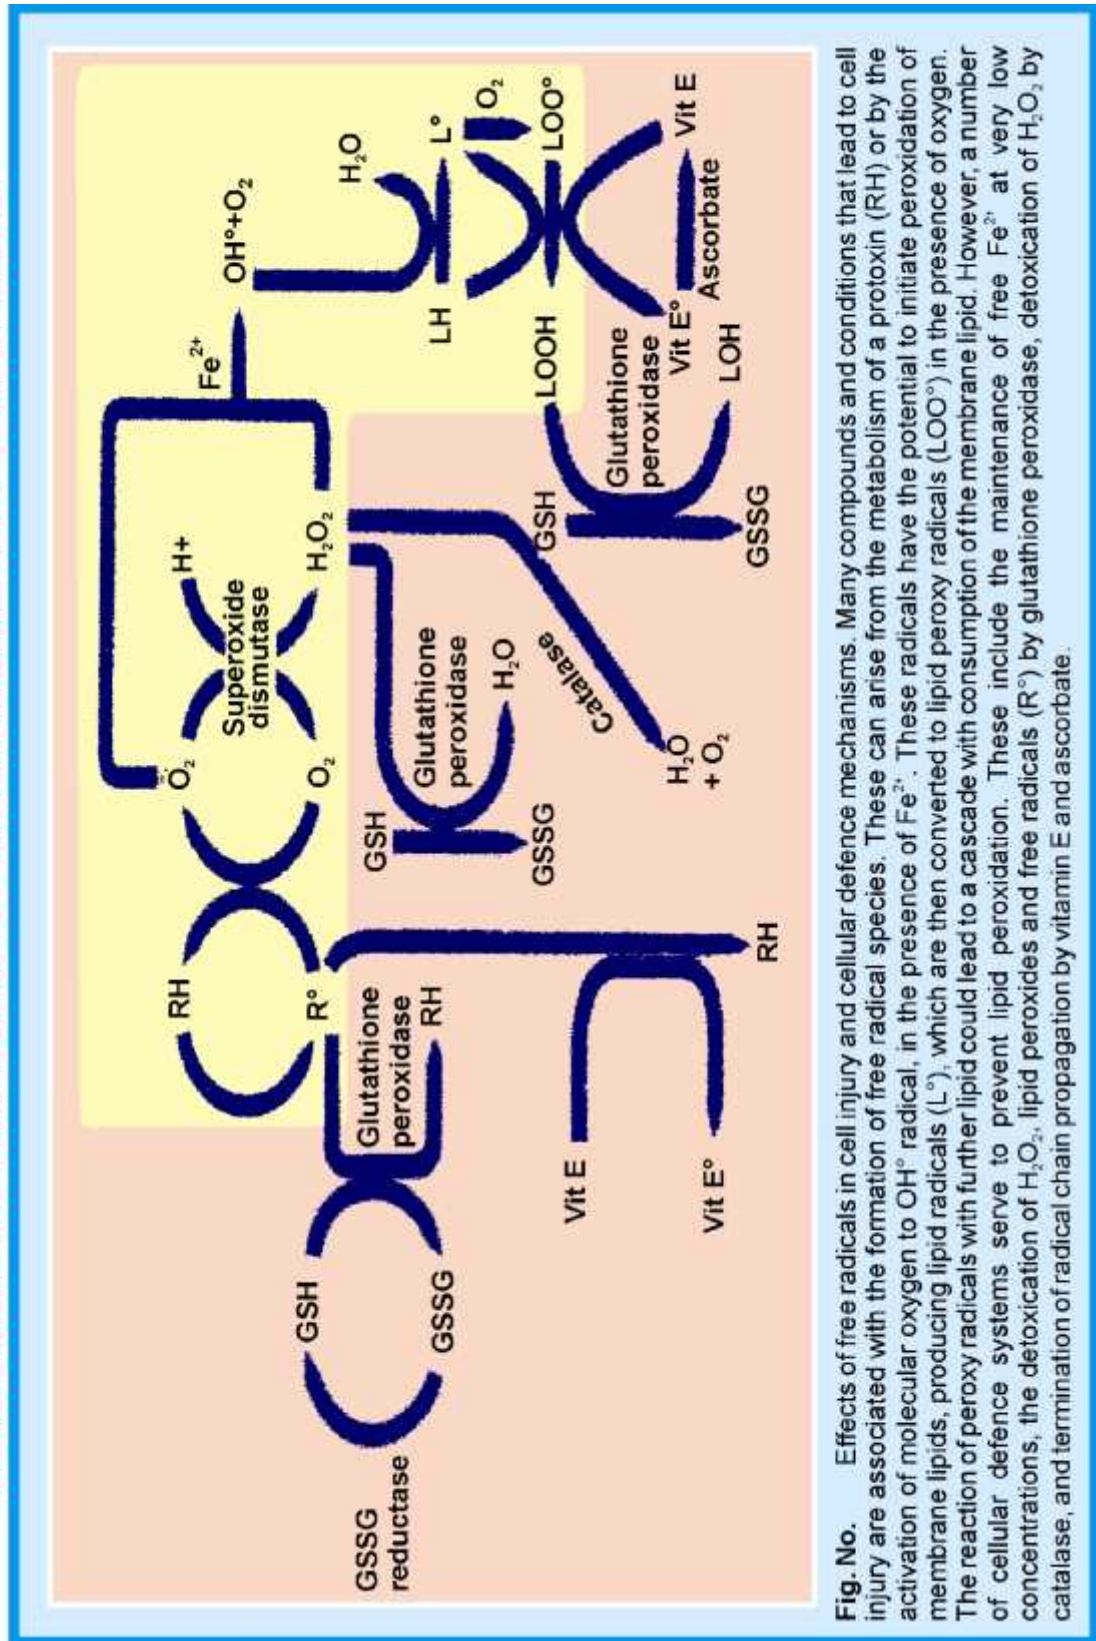 GSSG
reductase
GSH
GSSG
Vit E
Vit E°
RH
R°
Glutathione
peroxidase
RH
RH
O₂
O₂
Superoxide
dismutase
H+
H₂O₂
GSH
GSSG
Glutathione
peroxidase
H₂O
Catalase
H₂O
+ O₂
Fe²⁺
OH°+O₂
H₂O
LH
L°
O₂
LOOH
LOO°
GSH
GSSG
Glutathione
peroxidase
LOH
Vit E°
Vit E
Ascorbate
Fig. No. Effects of free radicals in cell injury and cellular defence mechanisms. Many compounds and conditions that lead to cell
injury are associated with the formation of free radical species. These can arise from the metabolism of a protoxin (RH) or by the
activation of molecular oxygen to OH° radical, in the presence of Fe²⁺. These radicals have the potential to initiate peroxidation of
membrane lipids, producing lipid radicals (L°), which are then converted to lipid peroxy radicals (LOO°) in the presence of oxygen.
The reaction of peroxy radicals with further lipid could lead to a cascade with consumption of the membrane lipid. However, a number
of cellular defence systems serve to prevent lipid peroxidation. These include the maintenance of free Fe²⁺ at very low
concentrations, the detoxication of H₂O₂, lipid peroxides and free radicals (R°) by glutathione peroxidase, detoxication of H₂O₂ by
catalase, and termination of radical chain propagation by vitamin E and ascorbate.